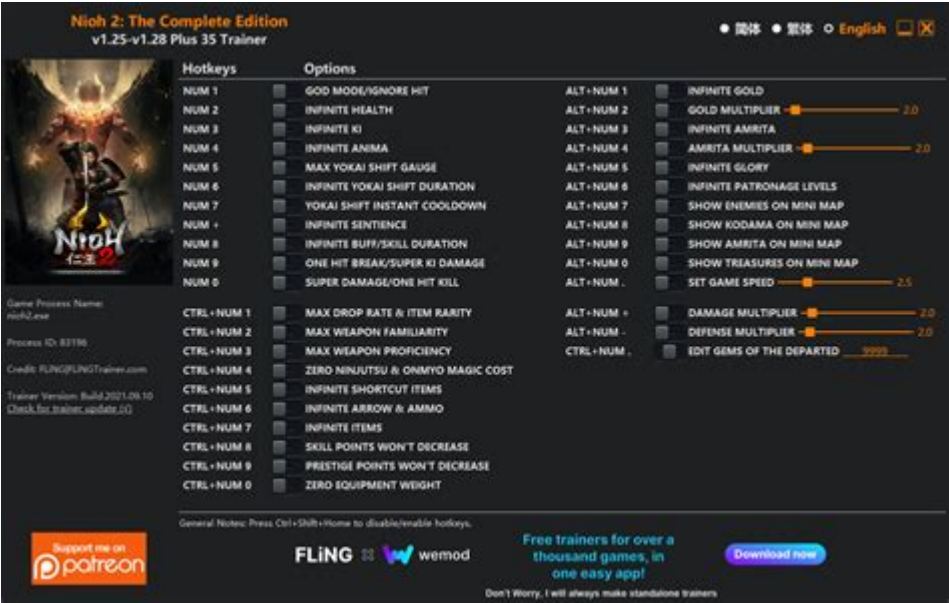 Nioh 2: The Complete Edition
v1.25-v1.28 Plus 35 Trainer
简体 繁体 English
Hotkeys Options
NUM 1 GOD MODE/IGNORE HIT
NUM 2 INFINITE HEALTH
NUM 3 INFINITE KI
NUM 4 INFINITE ANIMA
NUM 5 MAX YOKAI SHIFT GAUGE
NUM 6 INFINITE YOKAI SHIFT DURATION
NUM 7 YOKAI SHIFT INSTANT COOLDOWN
NUM + INFINITE SENTIENCE
NUM 8 INFINITE BUFF/SKILL DURATION
NUM 9 ONE HIT BREAK/SUPER KI DAMAGE
NUM 0 SUPER DAMAGE/ONE HIT KILL
CTRL+NUM 1 MAX DROP RATE & ITEM RARITY
CTRL+NUM 2 MAX WEAPON FAMILIARITY
CTRL+NUM 3 MAX WEAPON PROFICIENCY
CTRL+NUM 4 ZERO NINJUTSU & ONMYO MAGIC COST
CTRL+NUM 5 INFINITE SHORTCUT ITEMS
CTRL+NUM 6 INFINITE ARROW & AMMO
CTRL+NUM 7 INFINITE ITEMS
CTRL+NUM 8 SKILL POINTS WON'T DECREASE
CTRL+NUM 9 PRESTIGE POINTS WON'T DECREASE
CTRL+NUM 0 ZERO EQUIPMENT WEIGHT
ALT+NUM 1 INFINITE GOLD
ALT+NUM 2 GOLD MULTIPLIER 2.0
ALT+NUM 3 INFINITE AMRITA
ALT+NUM 4 AMRITA MULTIPLIER 2.0
ALT+NUM 5 INFINITE GLORY
ALT+NUM 6 INFINITE PATRONAGE LEVELS
ALT+NUM 7 SHOW ENEMIES ON MINI MAP
ALT+NUM 8 SHOW KODAMA ON MINI MAP
ALT+NUM 9 SHOW AMRITA ON MINI MAP
ALT+NUM 0 SHOW TREASURES ON MINI MAP
ALT+NUM . SET GAME SPEED 2.5
ALT+NUM + DAMAGE MULTIPLIER 2.0
ALT+NUM - DEFENSE MULTIPLIER 2.0
CTRL+NUM . EDIT GEMS OF THE DEPARTED 9999
NIOH 2
仁王
Game Process Name:
nioh2.exe
Process ID: 83196
Credit: FLiNG|FLiNGTrainer.com
Trainer Version: Build.2021.09.10
Check for trainer update
General Notes: Press Ctrl+Shift+Home to disable/enable hotkeys.
Support me on
patreon
FLiNG wemod
Free trainers for over a
thousand games, in
one easy app!
Download now
Don't Worry, I will always make standalone trainers